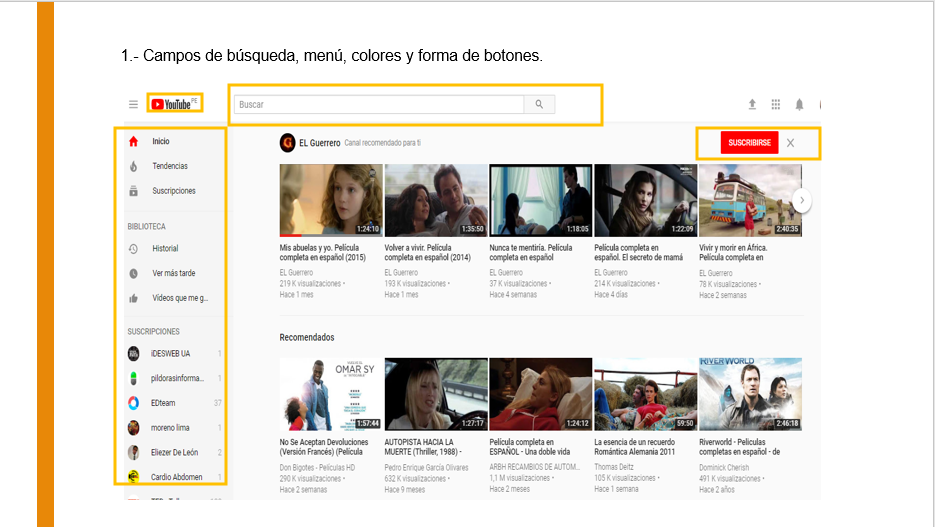 1.- Campos de búsqueda, menú, colores y forma de botones.
YouTube PE
Buscar
Inicio
Tendencias
Suscripciones
BIBLIOTECA
Historial
Ver más tarde
Vídeos que me g...
SUSCRIPCIONES
iDESWEB UA 1
pildorasinforma... 1
EDteam 37
moreno lima 1
Eliezer De León 2
Cardio Abdomen 1
EL Guerrero Canal recomendado para ti
SUSCRIBIRSE X
1:24:10
1:35:50
1:18:05
1:22:09
2:40:35
Mis abuelas y yo. Película
completa en español (2015)
EL Guerrero
219 K visualizaciones •
Hace 1 mes
Volver a vivir. Película
completa en español (2014)
EL Guerrero
193 K visualizaciones •
Hace 1 mes
Nunca te mentiría. Película
completa en español
EL Guerrero
37 K visualizaciones •
Hace 4 semanas
Película completa en
español. El secreto de mamá
EL Guerrero
214 K visualizaciones •
Hace 4 días
Vivir y morir en África.
Película completa en
EL Guerrero
78 K visualizaciones •
Hace 2 semanas
Recomendados
OMAR SY
1:57:44
1:27:17
1:24:12
59:50
RIVER WORLD
2:46:18
No Se Aceptan Devoluciones
(Versión Francés) (Película
Don Bigotes - Películas HD
290 K visualizaciones •
Hace 2 semanas
AUTOPISTA HACIA LA
MUERTE (Thriller, 1988) -
Pedro Enrique García Olivares
632 K visualizaciones •
Hace 9 meses
Película completa en
ESPAÑOL - Una doble vida
ARBH RECAMBIOS DE AUTOM...
1,1 M visualizaciones •
Hace 2 meses
La esencia de un recuerdo
Romántica Alemania 2011
Thomas Deitz
105 K visualizaciones •
Hace 1 semana
Riverworld - Peliculas
completas en español - de
Dominick Cherish
491 K visualizaciones •
Hace 2 años